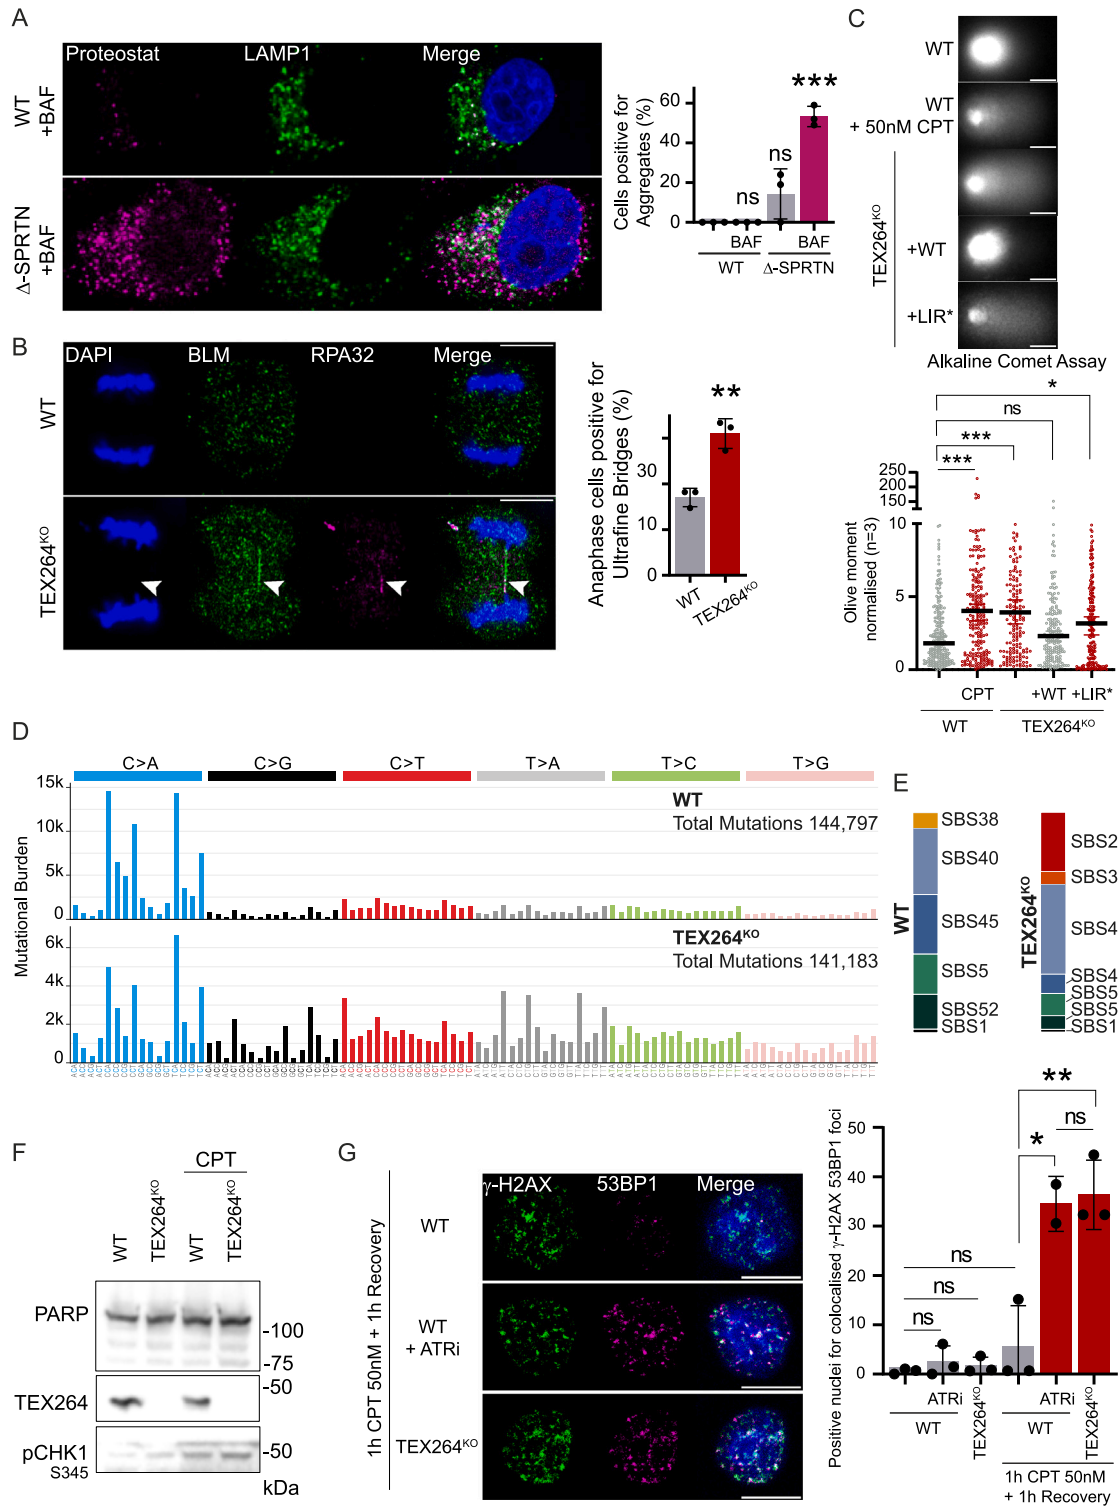 A
Proteostat LAMP1 Merge
WT
+BAF
Δ-SPRTN
+BAF
Cells positive for
Aggregates (%)
60
40
20
0
ns
ns
***
BAF BAF
WT Δ-SPRTN
B
DAPI BLM RPA32 Merge
WT
TEX264KO
Anaphase cells positive for
Ultrafine Bridges (%)
30
10
0
**
WT
TEX264KO
C
WT
WT
+ 50nM CPT
TEX264KO
+WT
+LIR*
Alkaline Comet Assay
*
ns
***
***
Olive moment
normalised (n=3)
250
150
10
5
0
CPT +WT +LIR*
WT TEX264KO
D
C>A C>G C>T T>A T>C T>G
Mutational Burden
15k
10k
5k
0
WT
Total Mutations 144,797
6k
4k
2k
0
TEX264KO
Total Mutations 141,183
E
WT
SBS38
SBS40
SBS45
SBS5
SBS52
SBS1
TEX264KO
SBS2
SBS3
SBS4
SBS4
SBS5
SBS5
SBS1
F
CPT
WT
TEX264KO
WT
TEX264KO
PARP
-100
-75
TEX264
-50
pCHK1
S345
-50
kDa
G
1h CPT 50nM + 1h Recovery
γ-H2AX 53BP1 Merge
WT
WT
+ ATRi
TEX264KO
Positive nuclei for colocalised γ-H2AX 53BP1 foci
50
40
30
20
10
0
**
* ns
ns
ns
ns
ATRi ATRi
WT
TEX264KO
WT
TEX264KO
1h CPT 50nM
+ 1h Recovery